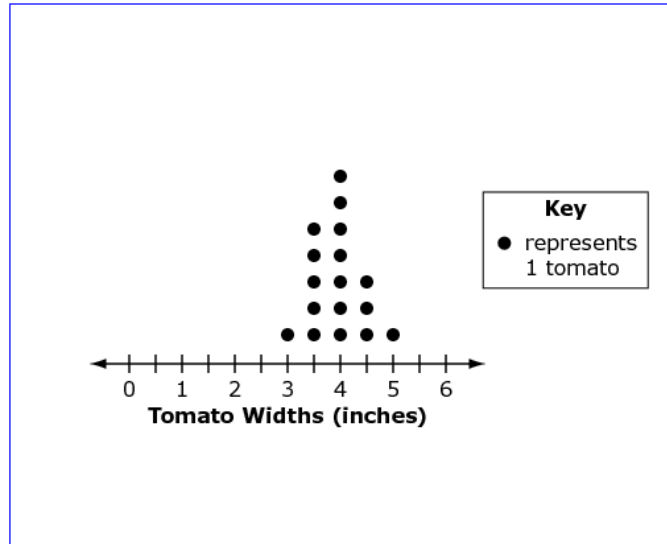 Key
represents
1 tomato
0 1 2 3 4 5 6
Tomato Widths (inches)